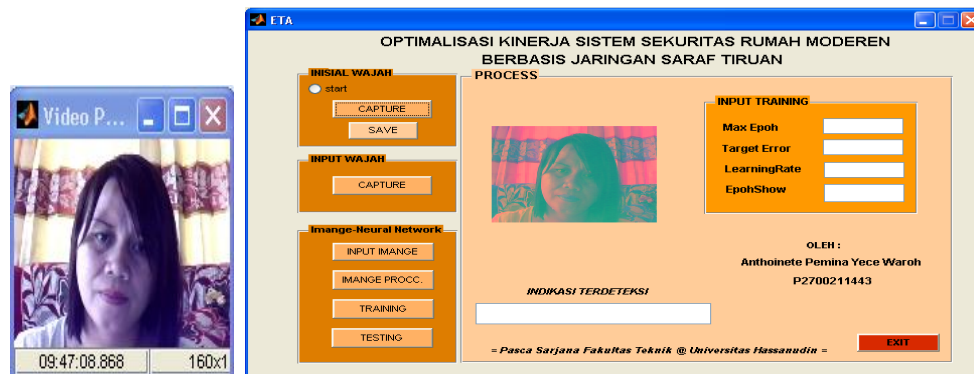 Video P...
09:47:08.868
160x1
ETA
OPTIMALISASI KINERJA SISTEM SEKURITAS RUMAH MODEREN
BERBASIS JARINGAN SARAF TIRUAN
INISIAL WAJAH
start
CAPTURE
SAVE
INPUT WAJAH
CAPTURE
Imange-Neural Network
INPUT IMANGE
IMANGE PROCC.
TRAINING
TESTING
PROCESS
INPUT TRAINING
Max Epoh
Target Error
LearningRate
EpohShow
OLEH :
Anthoinete Pemina Yece Waroh
P2700211443
INDIKASI TERDETEKSI
EXIT
= Pasca Sarjana Fakultas Teknik @ Universitas Hassanudin =